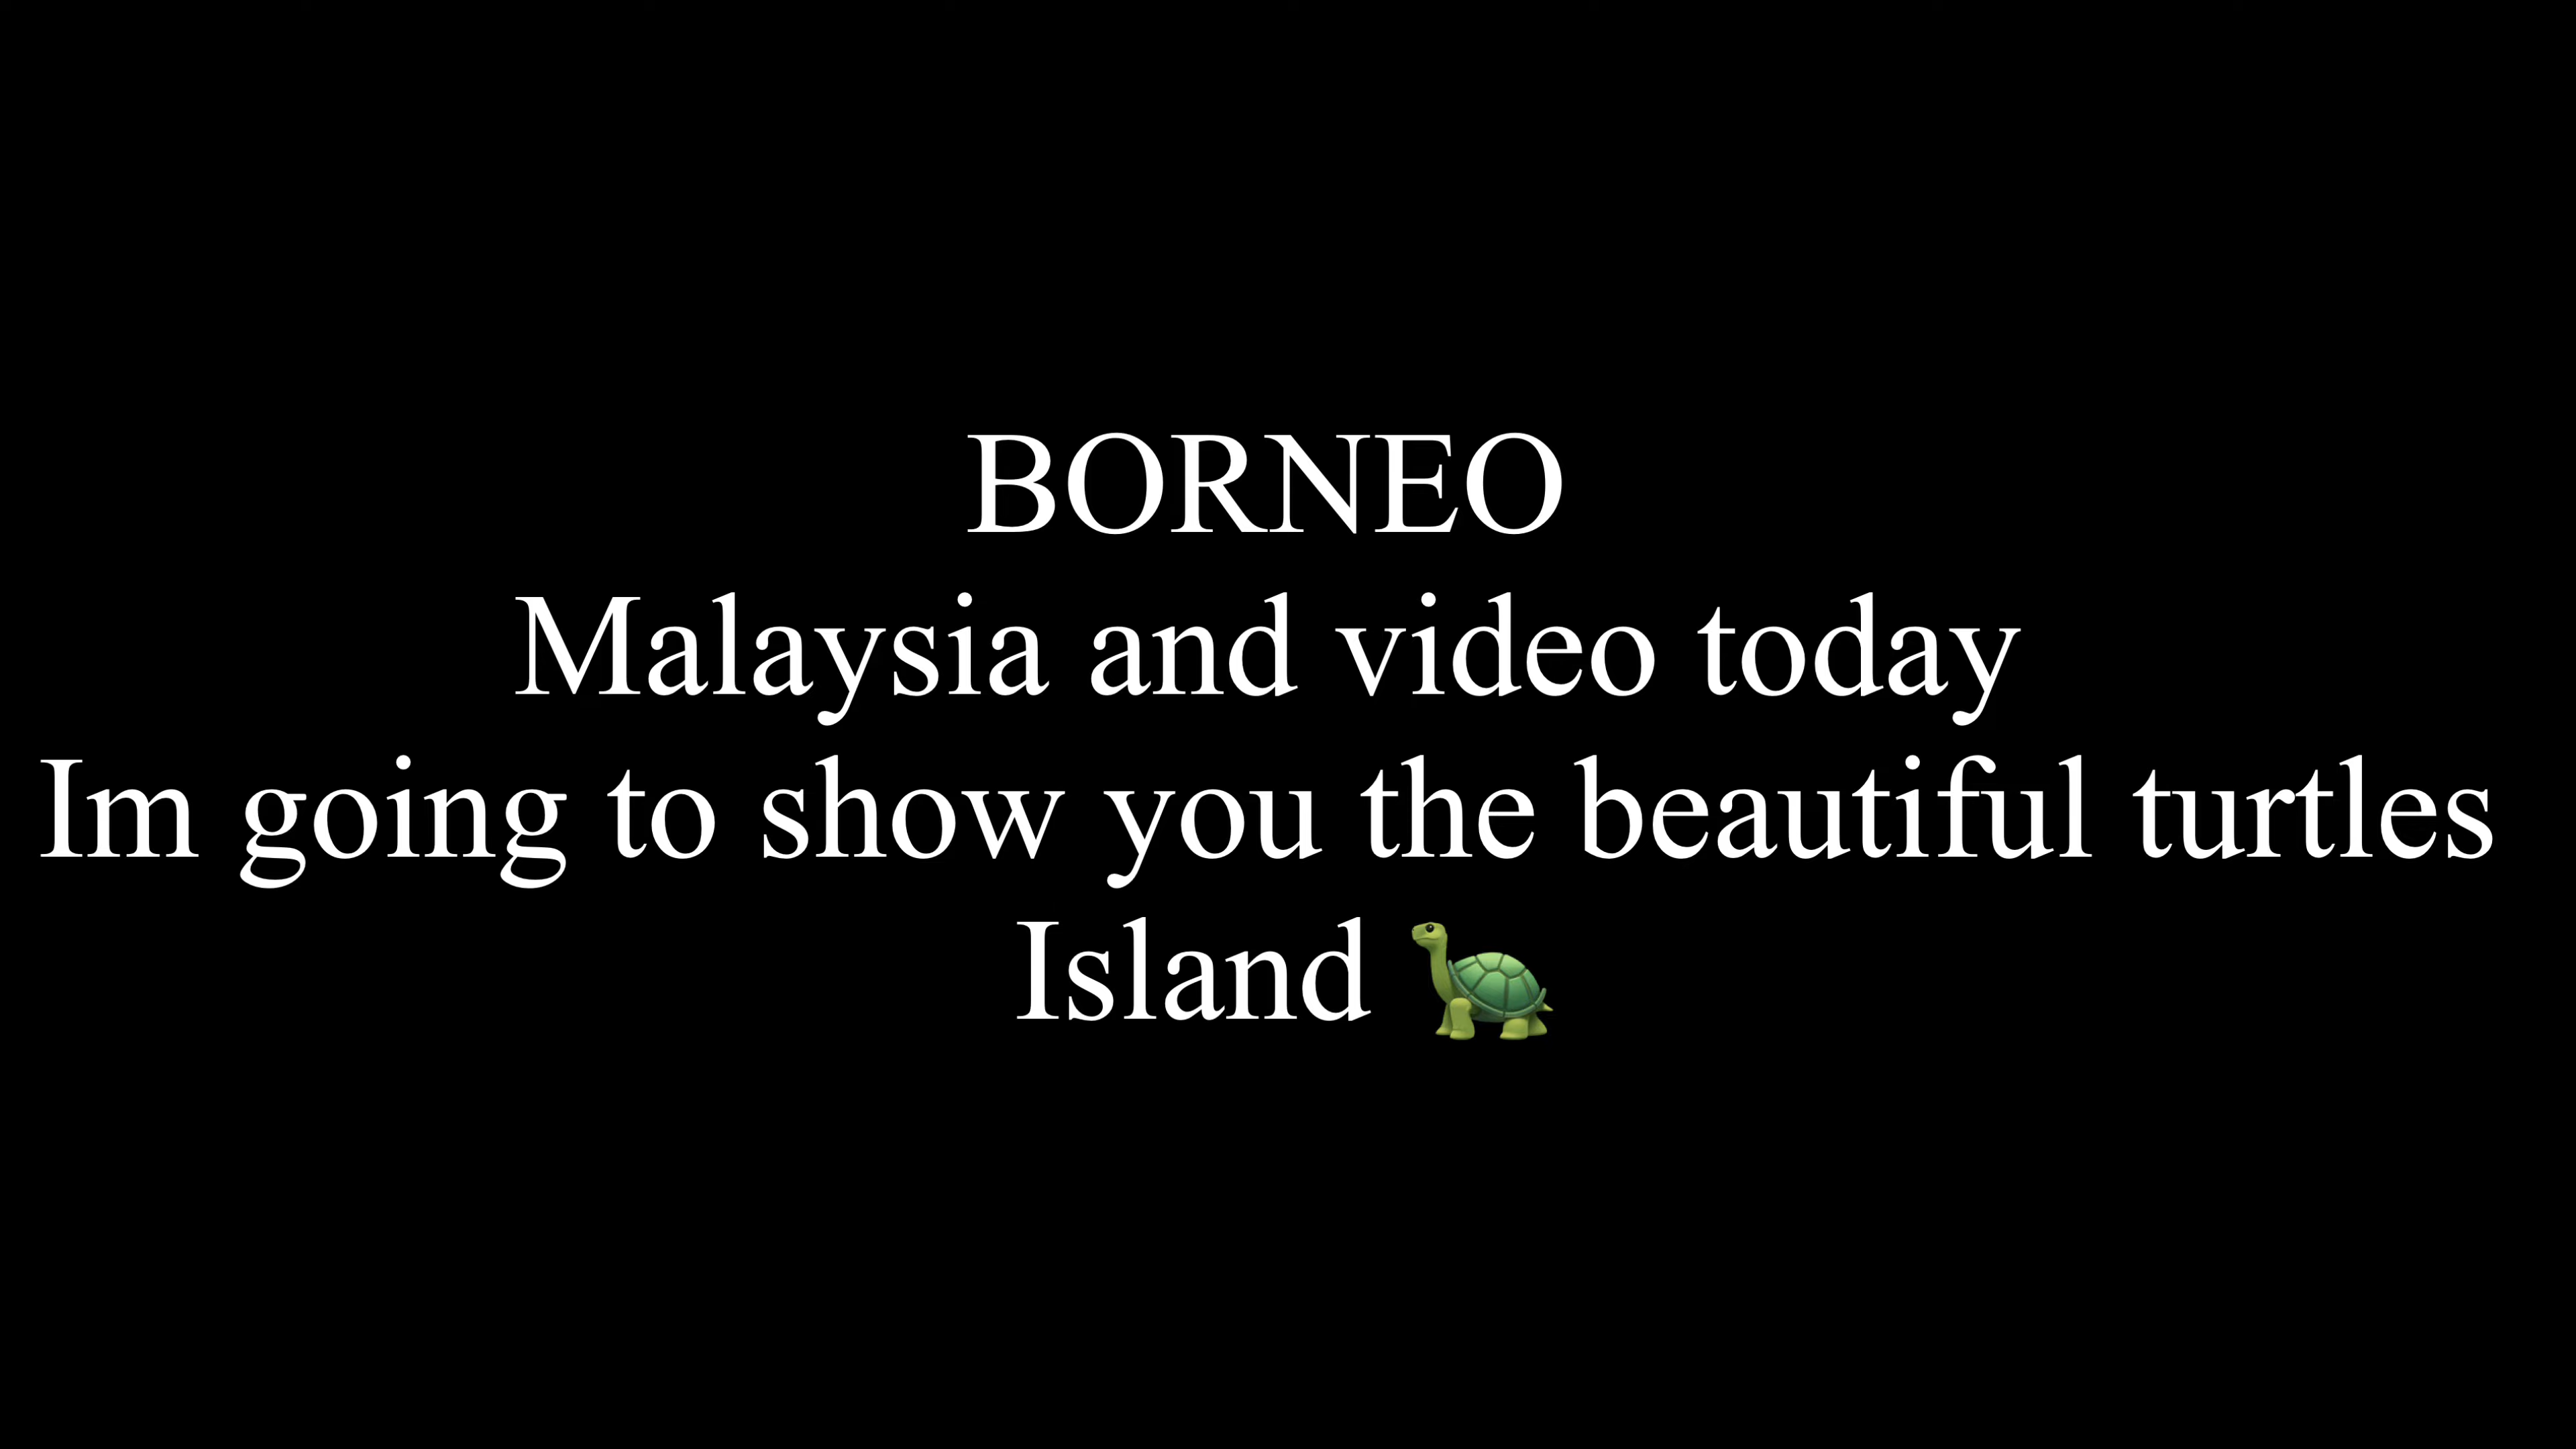 BORNEO
Malaysia and video today
Im going to show you the beautiful turtles
Island 🐢